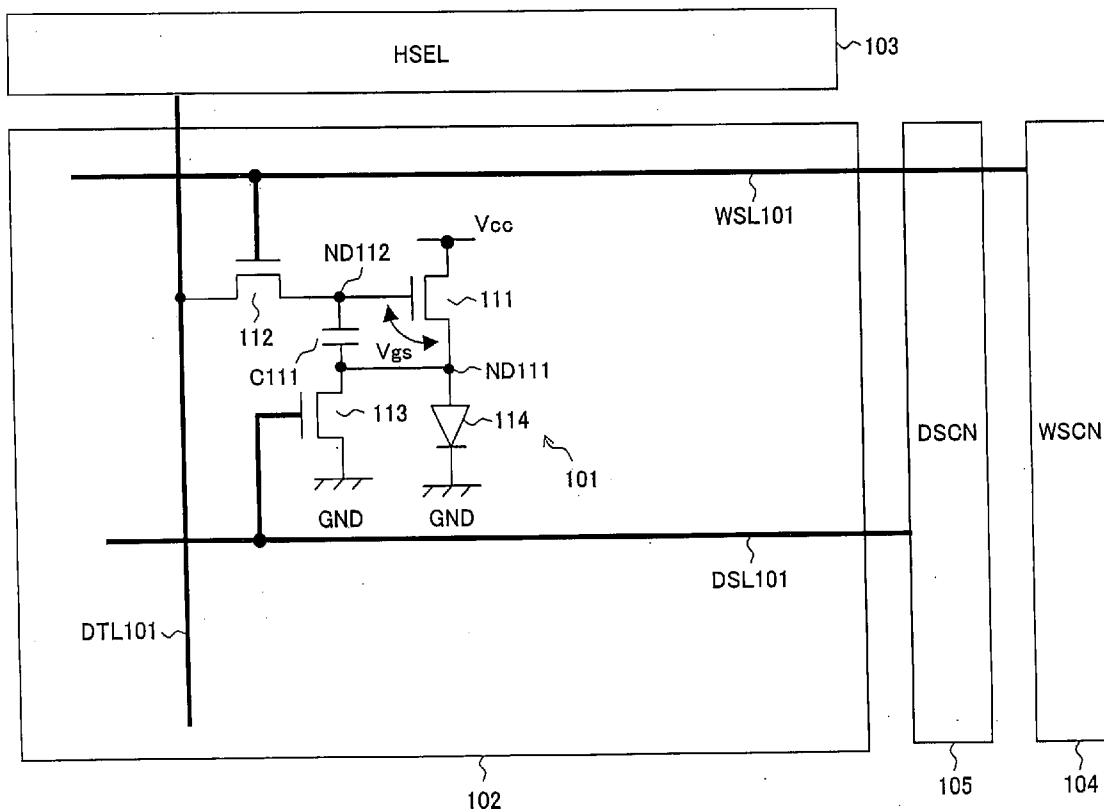 HSEL
103
WSL101
Vcc
ND112
111
112
Vgs
C111
ND111
113
114
DSCN
WSCN
101
GND
GND
DSL101
DTL101
102
105
104